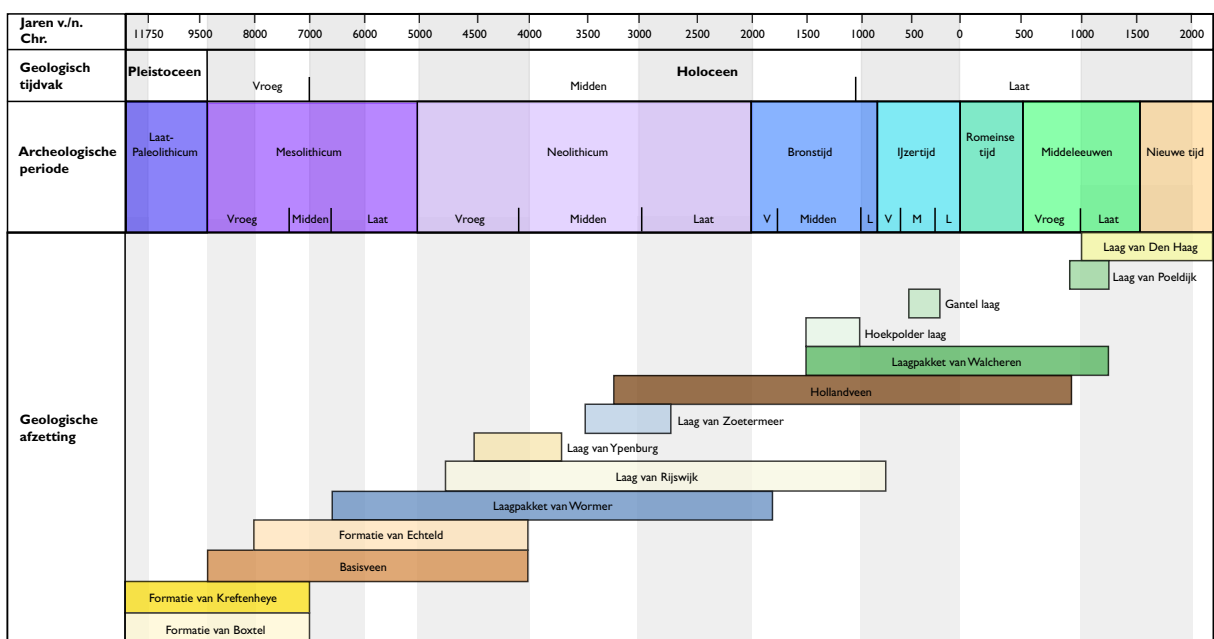 Jaren v./n.
Chr.
11750 9500 8000 7000 6000 5000 4000 3500 3000 2000 1500 1000 500 0 500 1000 1500 2000
Geologisch
tijdvak
Pleistoceen Holoceen
Vroeg Midden Laat
Archeologische
periode
Laat-
Paleolithicum
Mesolithicum
Neolithicum
Bronstijd
IJzertijd
Romeinse
tijd
Middeleeuwen
Nieuwe tijd
Vroeg Midden Laat Vroeg Midden Laat V Midden L V M L Vroeg Laat
Geologische
afzetting
Laag van Den Haag
Laag van Poeldijk
Gantel laag
Hoekpolder laag
Laagpakket van Walcheren
Hollandveen
Laag van Zoetermeer
Laag van Ypenburg
Laag van Rijswijk
Laagpakket van Wormer
Formatie van Echteld
Basisveen
Formatie van Kreftenheye
Formatie van Boxtel